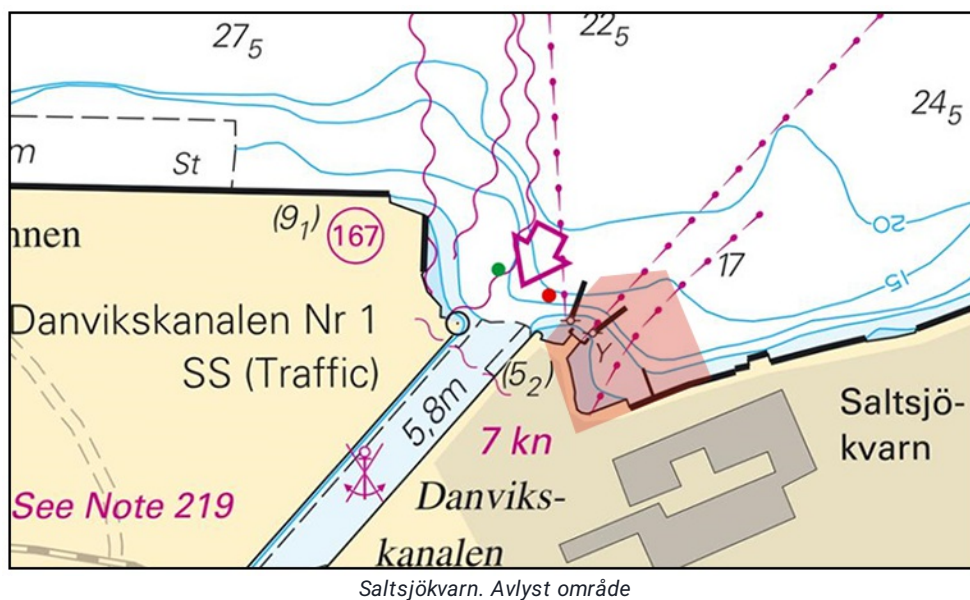 27₅
22₅
24₅
m
St
(9₁)
167
nnen
17
20
15
Danvikskanalen Nr 1
SS (Traffic)
(5₂)
Y
5,8m
Saltsjö-
kvarn
7 kn
See Note 219
Danviks-
kanalen
Saltsjökvarn. Avlyst område